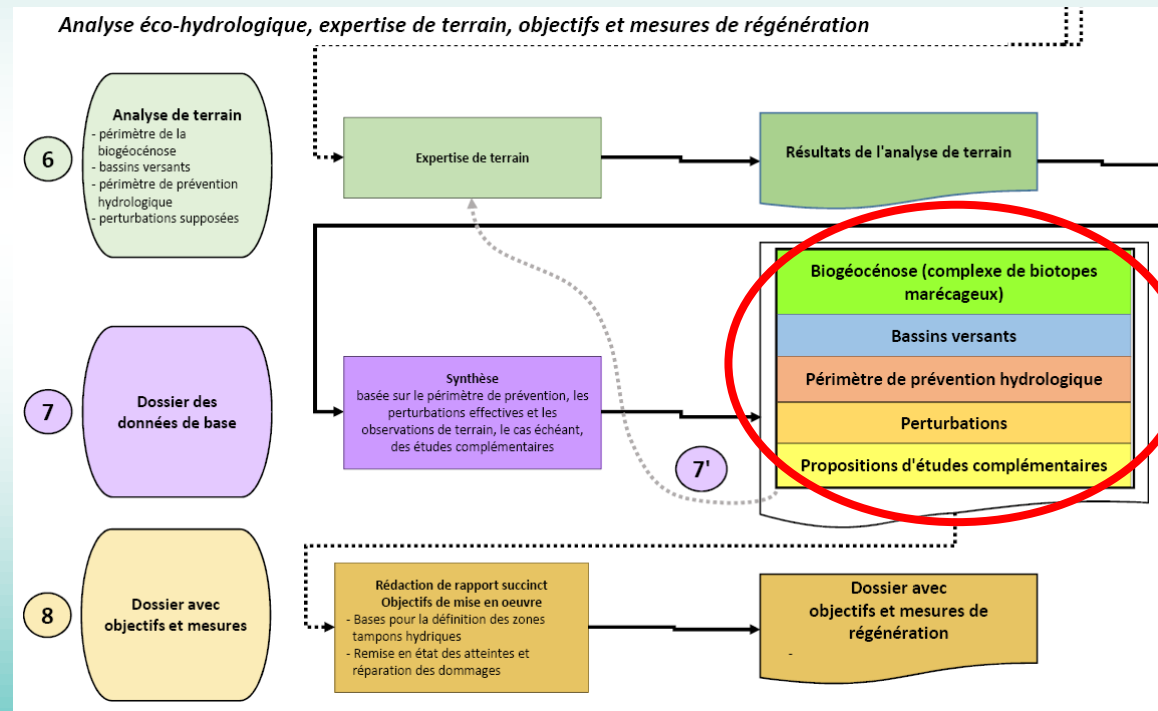 Analyse éco-hydrologique, expertise de terrain, objectifs et mesures de régénération
6
Analyse de terrain
- périmètre de la
biogéocénose
- bassins versants
- périmètre de prévention
hydrologique
- perturbations supposées
Expertise de terrain
Résultats de l'analyse de terrain
7
Dossier des
données de base
Synthèse
basée sur le périmètre de prévention, les
perturbations effectives et les
observations de terrain, le cas échéant,
des études complémentaires
7'
Biogéocénose (complexe de biotopes
marécageux)
Bassins versants
Périmètre de prévention hydrologique
Perturbations
Propositions d'études complémentaires
8
Dossier avec
objectifs et mesures
Rédaction de rapport succinct
Objectifs de mise en oeuvre
- Bases pour la définition des zones
tampons hydriques
- Remise en état des atteintes et
réparation des dommages
Dossier avec
objectifs et mesures de
régénération
-